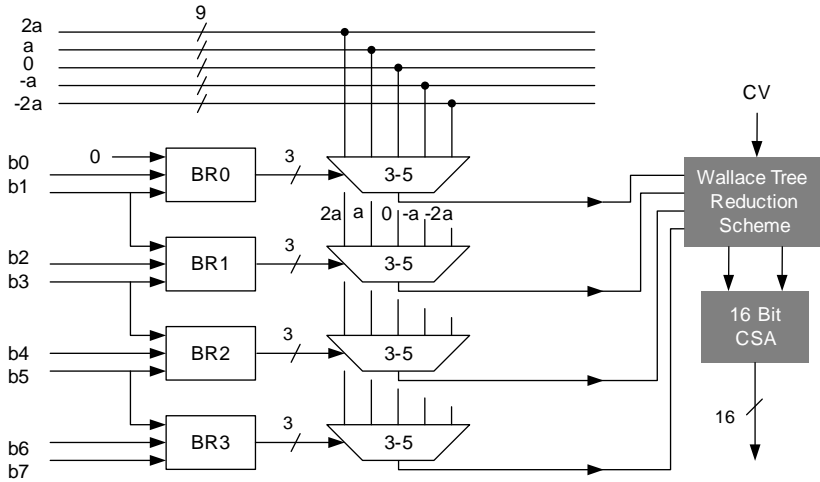 9
2a
a
0
-a
-2a
CV
b0
0
b1
BR0
3
3-5
Wallace Tree
Reduction
Scheme
2a a 0 -a -2a
b2
b3
BR1
3
3-5
16 Bit
CSA
b4
b5
BR2
3
3-5
16
b6
b7
BR3
3
3-5